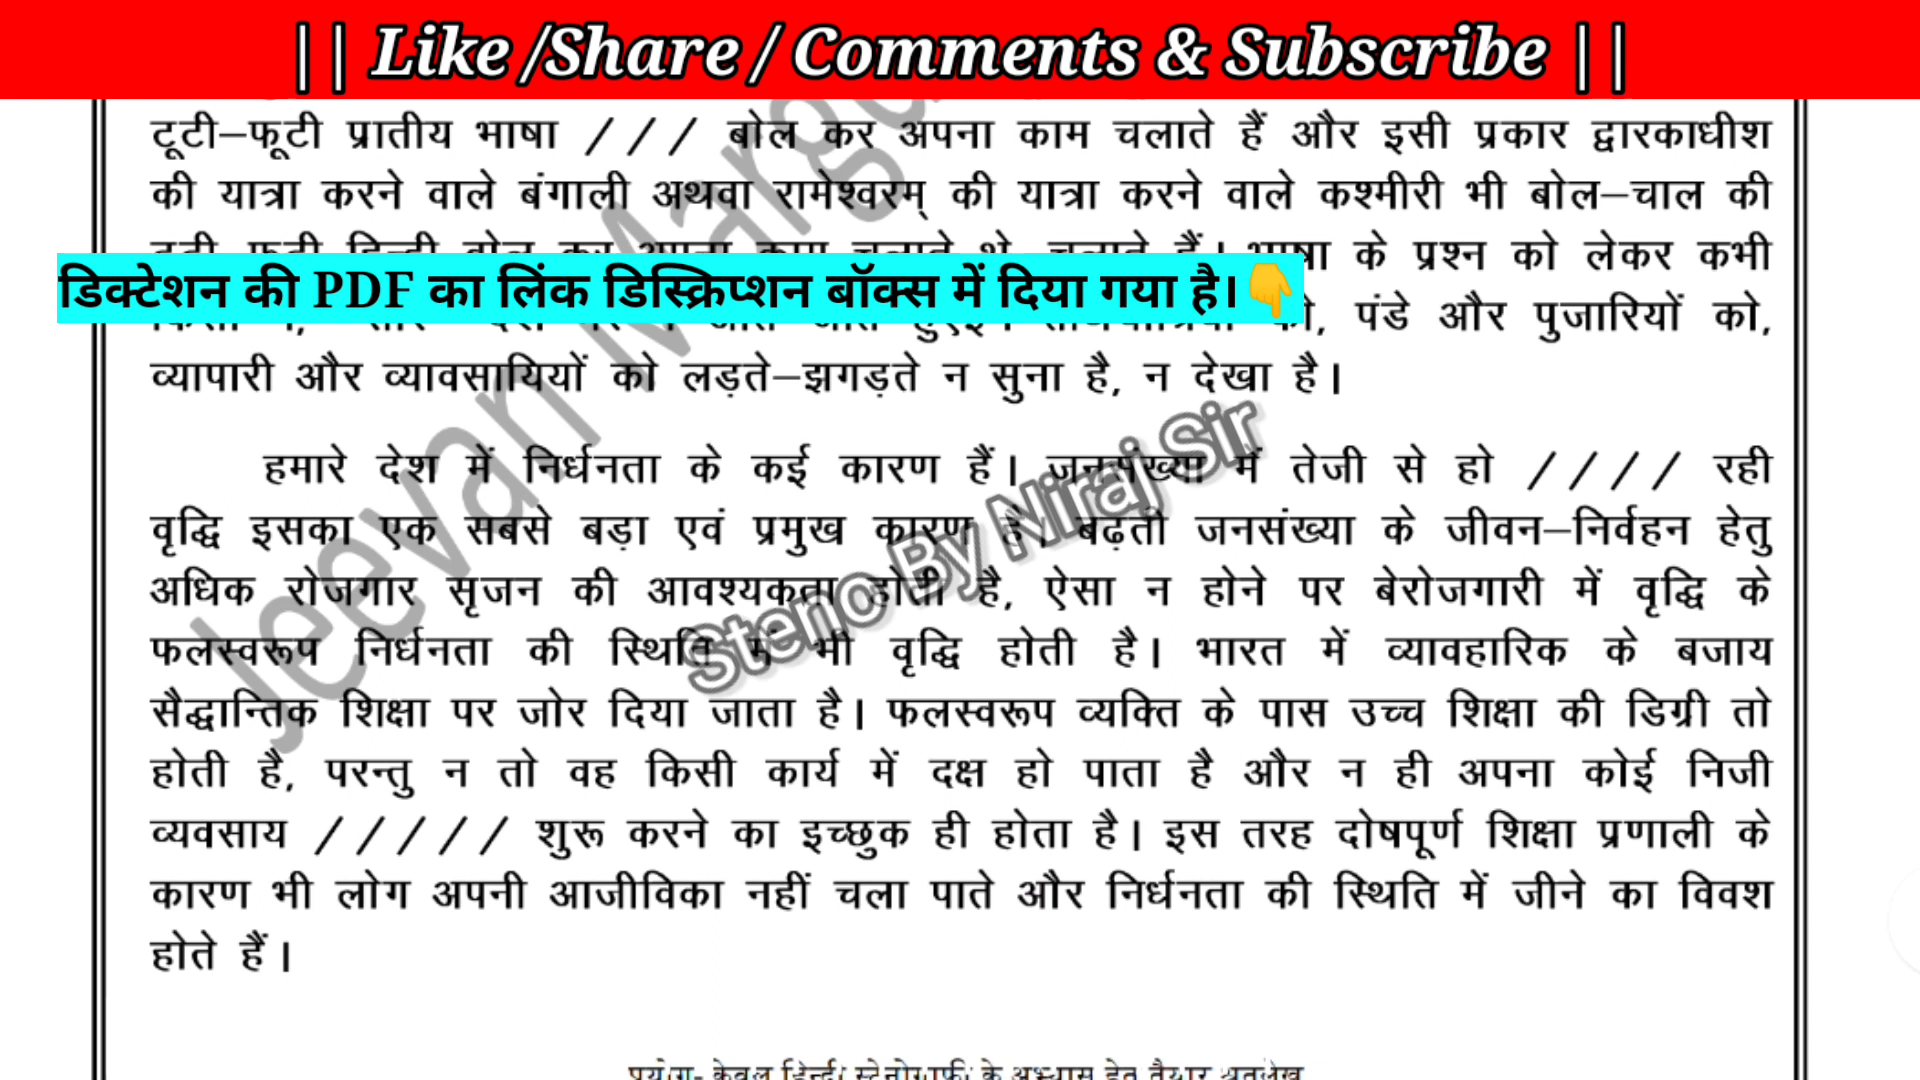 || Like /Share / Comments & Subscribe ||
टूटी–फूटी प्रातीय भाषा / / / बोल कर अपना काम चलाते हैं और इसी प्रकार द्वारकाधीश
की यात्रा करने वाले बंगाली अथवा रामेश्वरम् की यात्रा करने वाले कश्मीरी भी बोल–चाल की
के प्रश्न को लेकर कभी
डिक्टेशन की PDF का लिंक डिस्क्रिप्शन बॉक्स में दिया गया है।👇
पंडे और पुजारियों को,
व्यापारी और व्यावसायियों को लड़ते–झगड़ते न सुना है, न देखा है।
हमारे देश में निर्धनता के कई कारण हैं। जनसंख्या में तेजी से हो / / / / रही
वृद्धि इसका एक सबसे बड़ा एवं प्रमुख कारण है। बढ़ती जनसंख्या के जीवन–निर्वहन हेतु
अधिक रोजगार सृजन की आवश्यकता होती है, ऐसा न होने पर बेरोजगारी में वृद्धि के
फलस्वरूप निर्धनता की स्थिति में भी वृद्धि होती है। भारत में व्यावहारिक के बजाय
सैद्धान्तिक शिक्षा पर जोर दिया जाता है। फलस्वरूप व्यक्ति के पास उच्च शिक्षा की डिग्री तो
होती है, परन्तु न तो वह किसी कार्य में दक्ष हो पाता है और न ही अपना कोई निजी
व्यवसाय / / / / / शुरू करने का इच्छुक ही होता है। इस तरह दोषपूर्ण शिक्षा प्रणाली के
कारण भी लोग अपनी आजीविका नहीं चला पाते और निर्धनता की स्थिति में जीने का विवश
होते हैं।
Jeevan Marg
Steno By Niraj Sir